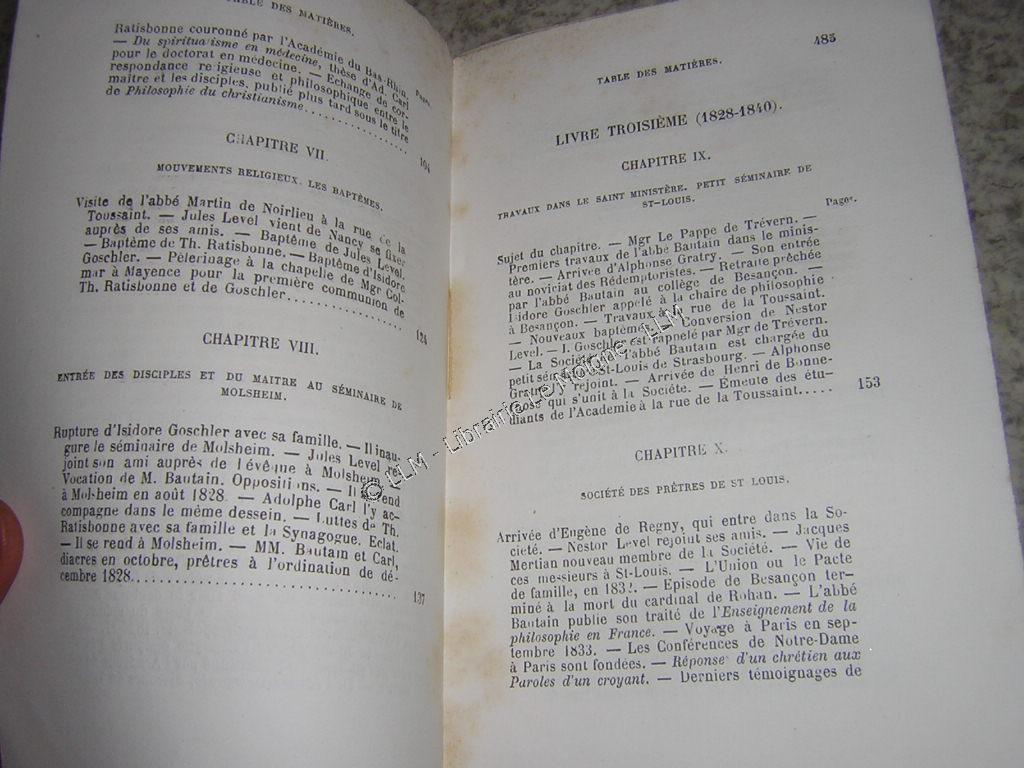 TABLE DES MATIÈRES.
Ratisbonne couronné par l'Académie du Bas-Rhin.
— Du spiritualisme en médecine, thèse d'Ad. Carl
pour le doctorat en médecine. — Echange de cor-
respondance religieuse et philosophique entre le
maître et les disciples, publié plus tard sous le titre
de Philosophie du christianisme.
Pages
104
CHAPITRE VII.
MOUVEMENTS RELIGIEUX. LES BAPTÊMES.
Visite de l'abbé Martin de Noirlieu à la rue de la
Toussaint. — Jules Level vient de Nancy se fixer
auprès de ses amis. — Baptême de Jules Level.
— Baptême de Th. Ratisbonne. — Baptême d'Isidore
Goschler. — Pèlerinage à la chapelle de Mgr Col-
mar à Mayence pour la première communion de
Th. Ratisbonne et de Goschler.
124
CHAPITRE VIII.
ENTRÉE DES DISCIPLES ET DU MAITRE AU SÉMINAIRE DE
MOLSHEIM.
Rupture d'Isidore Goschler avec sa famille. — Il inau-
gure le séminaire de Molsheim. — Jules Level re-
joint son ami auprès de l'évêque à Molsheim —
Vocation de M. Bautain. Oppositions. — Il se rend
à Molsheim en août 1828. — Adolphe Carl l'y ac-
compagne dans le même dessein. — Luttes de Th.
Ratisbonne avec sa famille et la Synagogue. Eclat.
— Il se rend à Molsheim. — MM. Bautain et Carl,
diacres en octobre, prêtres à l'ordination de dé-
cembre 1828.
137
485
TABLE DES MATIÈRES.
LIVRE TROISIÈME (1828-1840).
CHAPITRE IX.
TRAVAUX DANS LE SAINT MINISTÈRE. PETIT SÉMINAIRE DE
ST-LOUIS.
Pages.
Sujet du chapitre. — Mgr Le Pappe de Trévern. —
Premiers travaux de l'abbé Bautain dans le minis-
tère. — Arrivée d'Alphonse Gratry. — Son entrée
au noviciat des Rédemptoristes. — Retraite prêchée
par l'abbé Bautain au collège de Besançon. —
Isidore Goschler appelé à la chaire de philosophie
à Besançon. — Travaux à la rue de la Toussaint.
— Nouveaux baptêmes. — Conversion de Nestor
Level. — I. Goschler est rappelé par Mgr de Trévern.
— La Société de l'abbé Bautain est chargée du
petit séminaire St-Louis de Strasbourg. — Alphonse
Gratry s'y rejoint. — Arrivée de Henri de Bonne-
chose qui s'unit à la Société. — Émeute des étu-
diants de l'Académie à la rue de la Toussaint.....
153
CHAPITRE X.
SOCIÉTÉ DES PRÊTRES DE ST LOUIS.
Arrivée d'Eugène de Regny, qui entre dans la So-
ciété. — Nestor Level rejoint ses amis. — Jacques
Mertian nouveau membre de la Société. — Vie de
ces messieurs à St-Louis. — L'Union ou le Pacte
de famille, en 1832. — Episode de Besançon ter-
miné à la mort du cardinal de Rohan. — L'abbé
Bautain publie son traité de l'Enseignement de la
philosophie en France. — Voyage à Paris en sep-
tembre 1833. — Les Conférences de Notre-Dame
à Paris sont fondées. — Réponse d'un chrétien aux
Paroles d'un croyant. — Derniers témoignages de
© LLM - Librairie Le Moigne - LLM